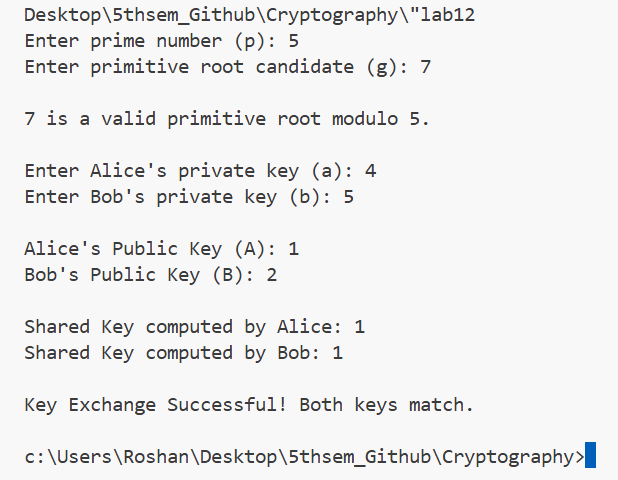 Desktop\5thsem_Github\Cryptography\"lab12
Enter prime number (p): 5
Enter primitive root candidate (g): 7
7 is a valid primitive root modulo 5.
Enter Alice's private key (a): 4
Enter Bob's private key (b): 5
Alice's Public Key (A): 1
Bob's Public Key (B): 2
Shared Key computed by Alice: 1
Shared Key computed by Bob: 1
Key Exchange Successful! Both keys match.
c:\Users\Roshan\Desktop\5thsem_Github\Cryptography>